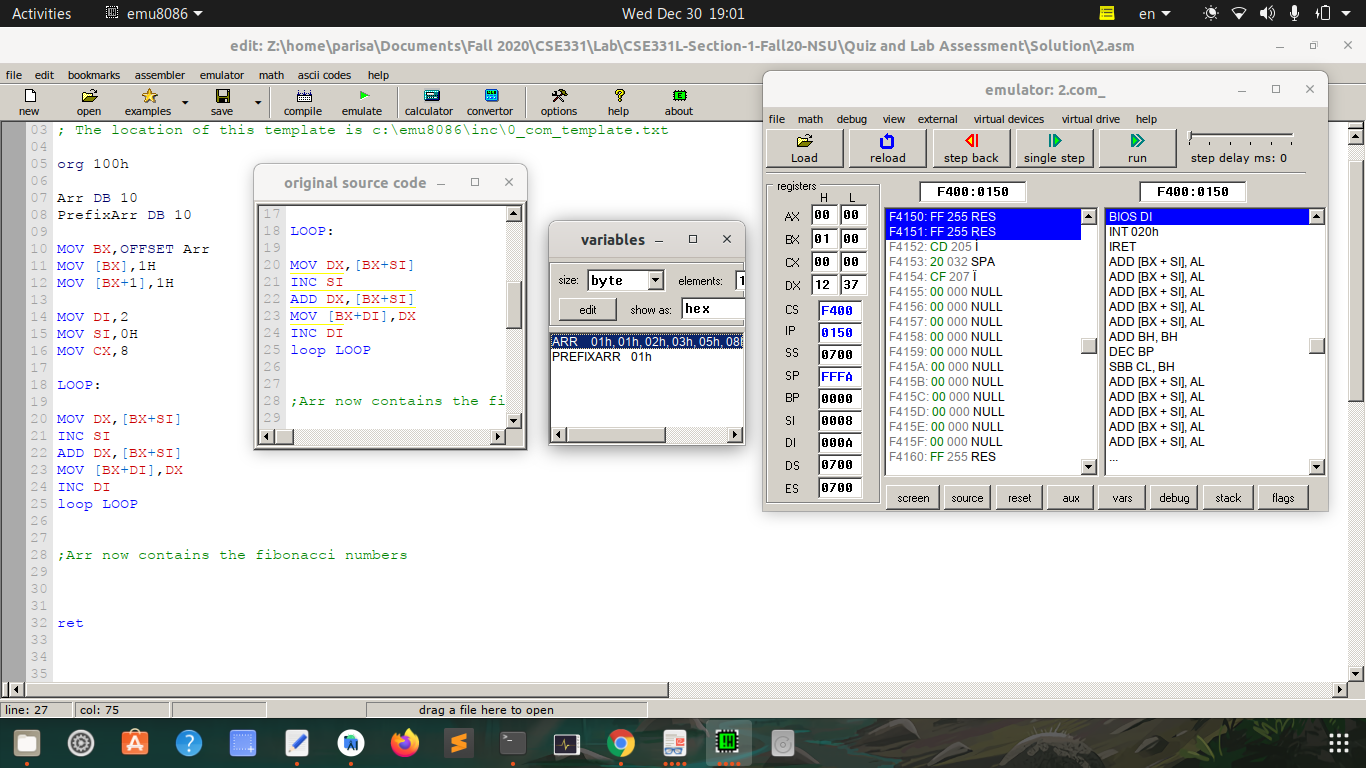 Activities
emu8086
Wed Dec 30 19:01
en
edit: Z:\home\parisa\Documents\Fall 2020\CSE331\Lab\CSE331L-Section-1-Fall20-NSU\Quiz and Lab Assessment\Solution\2.asm
file edit bookmarks assembler emulator math ascii codes help
new open examples save compile emulate calculator convertor options help about
03 ; The location of this template is c:\emu8086\inc\0_com_template.txt
04
05 org 100h
06
07 Arr DB 10
08 PrefixArr DB 10
09
10 MOV BX,OFFSET Arr
11 MOV [BX],1H
12 MOV [BX+1],1H
13
14 MOV DI,2
15 MOV SI,0H
16 MOV CX,8
17
18 LOOP:
19
20 MOV DX,[BX+SI]
21 INC SI
22 ADD DX,[BX+SI]
23 MOV [BX+DI],DX
24 INC DI
25 loop LOOP
26
27
28 ;Arr now contains the fibonacci numbers
29
30
31
32 ret
33
34
35
line: 27
col: 75
drag a file here to open
original source code
17
18 LOOP:
19
20 MOV DX,[BX+SI]
21 INC SI
22 ADD DX,[BX+SI]
23 MOV [BX+DI],DX
24 INC DI
25 loop LOOP
26
27
28 ;Arr now contains the fi
29
variables
size: byte elements: 1
edit show as: hex
ARR 01h, 01h, 02h, 03h, 05h, 08h
PREFIXARR 01h
emulator: 2.com_
file math debug view external virtual devices virtual drive help
Load reload step back single step run step delay ms: 0
registers
H L
AX 00 00
BX 01 00
CX 00 00
DX 12 37
CS F400
IP 0150
SS 0700
SP FFFA
BP 0000
SI 0008
DI 000A
DS 0700
ES 0700
F400:0150
F4150: FF 255 RES
F4151: FF 255 RES
F4152: CD 205 Í
F4153: 20 032 SPA
F4154: CF 207 Ï
F4155: 00 000 NULL
F4156: 00 000 NULL
F4157: 00 000 NULL
F4158: 00 000 NULL
F4159: 00 000 NULL
F415A: 00 000 NULL
F415B: 00 000 NULL
F415C: 00 000 NULL
F415D: 00 000 NULL
F415E: 00 000 NULL
F415F: 00 000 NULL
F4160: FF 255 RES
F400:0150
BIOS DI
INT 020h
IRET
ADD [BX + SI], AL
ADD [BX + SI], AL
ADD [BX + SI], AL
ADD [BX + SI], AL
ADD [BX + SI], AL
ADD BH, BH
DEC BP
SBB CL, BH
ADD [BX + SI], AL
ADD [BX + SI], AL
ADD [BX + SI], AL
ADD [BX + SI], AL
ADD [BX + SI], AL
...
screen source reset aux vars debug stack flags